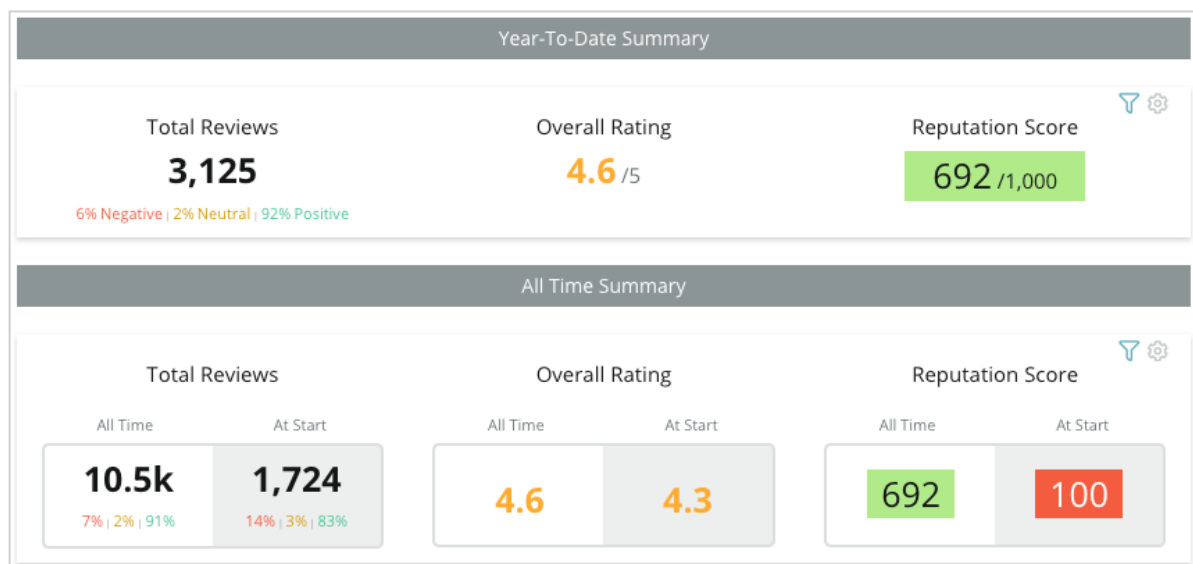 Year-To-Date Summary
Total Reviews Overall Rating Reputation Score
3,125 4.6 /5 692 /1,000
6% Negative | 2% Neutral | 92% Positive
All Time Summary
Total Reviews Overall Rating Reputation Score
All Time At Start All Time At Start All Time At Start
10.5k 1,724 4.6 4.3 692 100
7% | 2% | 91% 14% | 3% | 83%